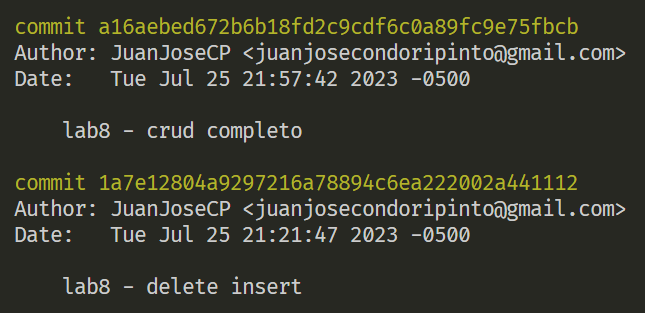 commit a16aebed672b6b18fd2c9cdf6c0a89fc9e75fbcb
Author: JuanJoseCP <juanjosecondoripinto@gmail.com>
Date:   Tue Jul 25 21:57:42 2023 -0500
    lab8 - crud completo
commit 1a7e12804a9297216a78894c6ea222002a441112
Author: JuanJoseCP <juanjosecondoripinto@gmail.com>
Date:   Tue Jul 25 21:21:47 2023 -0500
    lab8 - delete insert